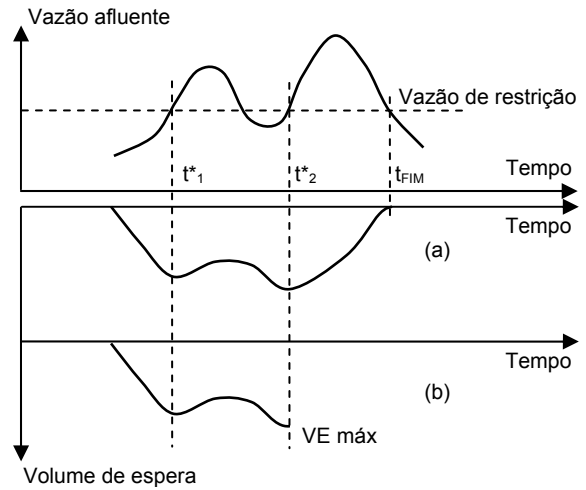 Vazão afluente
Vazão de restrição
t*1
t*2
tFIM
Tempo
Tempo
(a)
Tempo
(b)
VE máx
Volume de espera